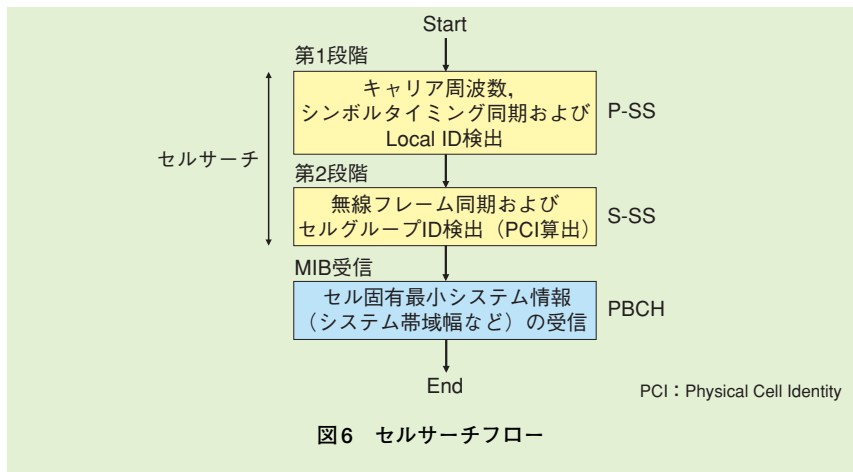 Start
第1段階
キャリア周波数,
シンボルタイミング同期および
Local ID検出
P-SS
セルサーチ
第2段階
無線フレーム同期および
セルグループID検出（PCI算出）
S-SS
MIB受信
セル固有最小システム情報
（システム帯域幅など）の受信
PBCH
End
PCI：Physical Cell Identity
図6 セルサーチフロー